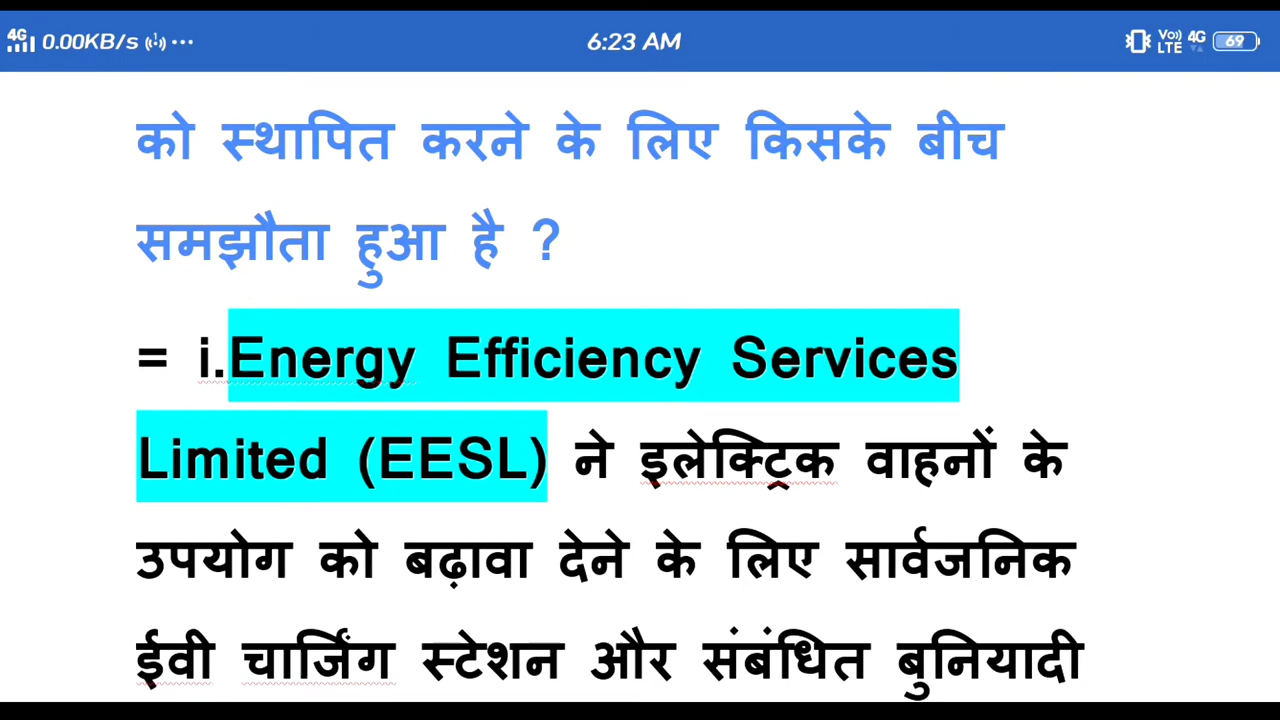 4G 0.00KB/s ... 6:23 AM Vo)) LTE 4G 69
को स्थापित करने के लिए किसके बीच
समझौता हुआ है ?
= i.Energy Efficiency Services
Limited (EESL) ने इलेक्ट्रिक वाहनों के
उपयोग को बढ़ावा देने के लिए सार्वजनिक
ईवी चार्जिंग स्टेशन और संबंधित बुनियादी